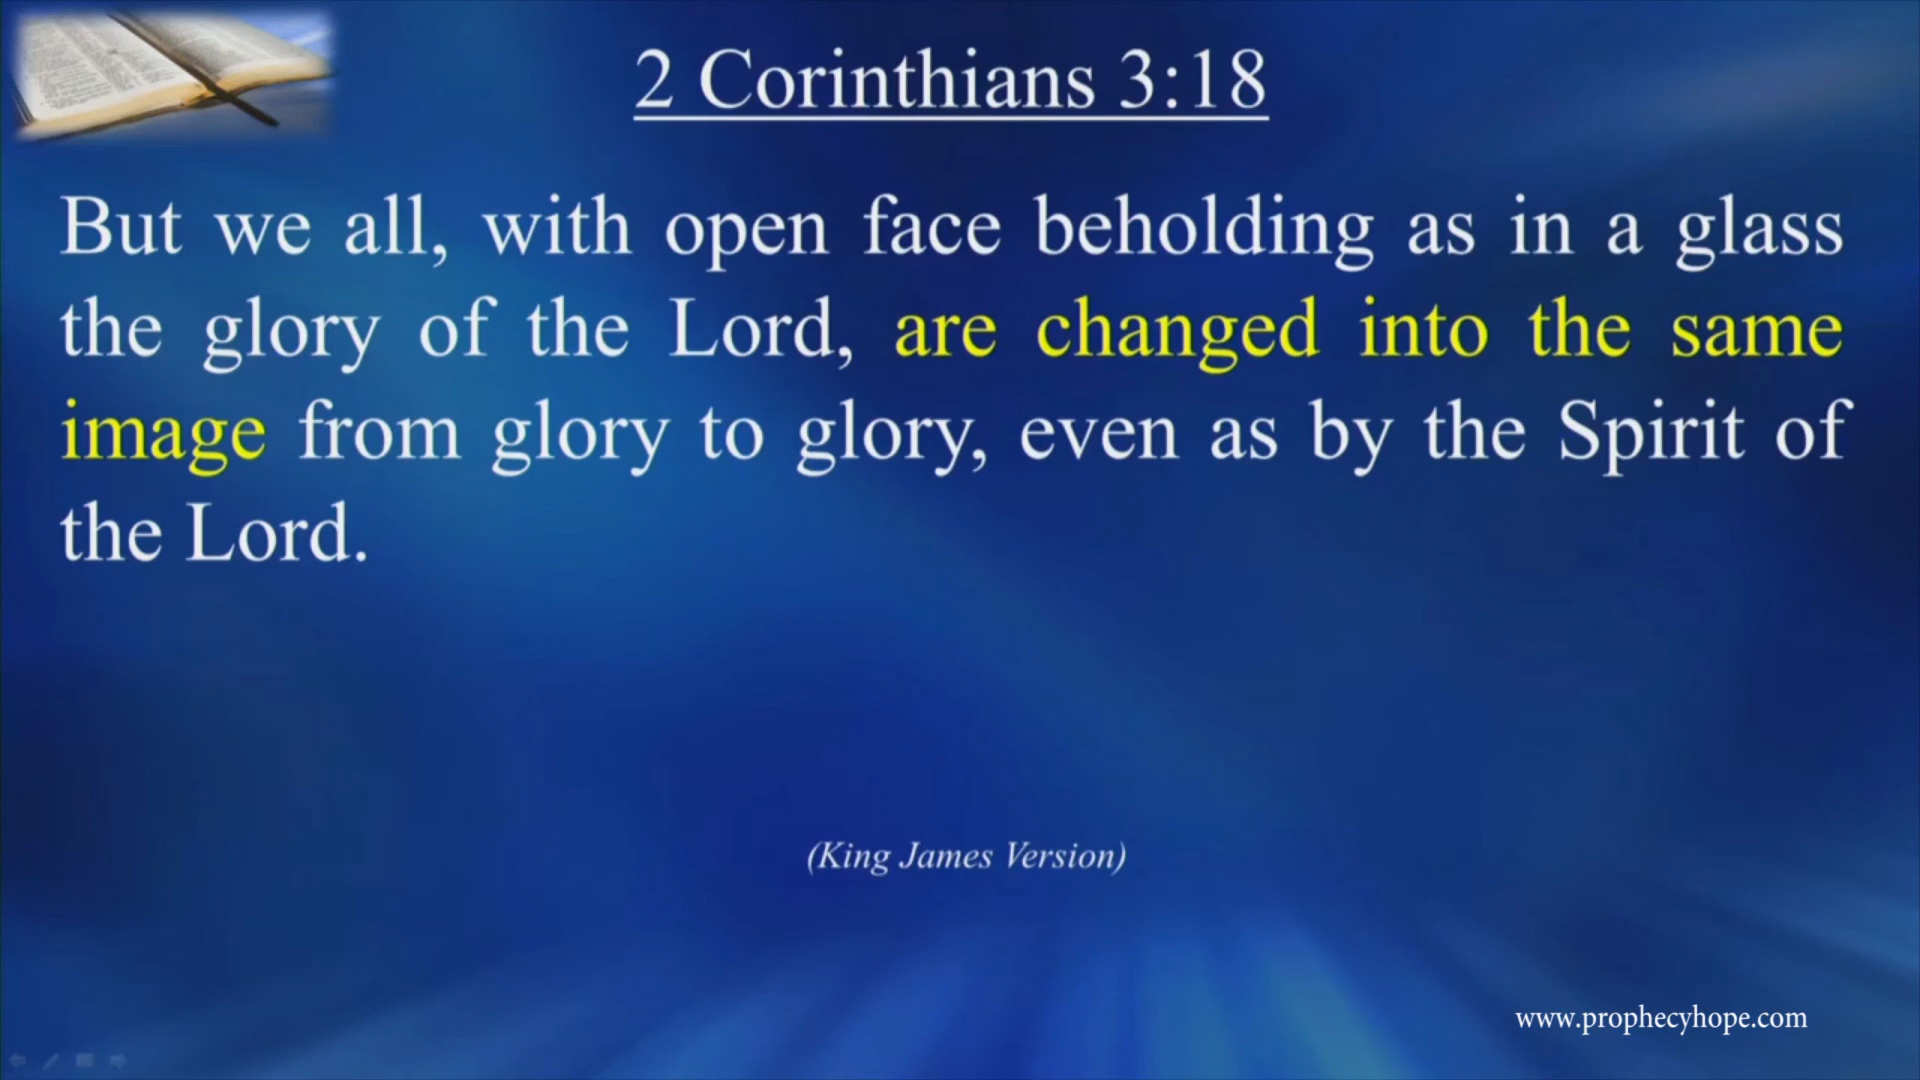 2 Corinthians 3:18
But we all, with open face beholding as in a glass
the glory of the Lord, are changed into the same
image from glory to glory, even as by the Spirit of
the Lord.
(King James Version)
www.prophecyhope.com